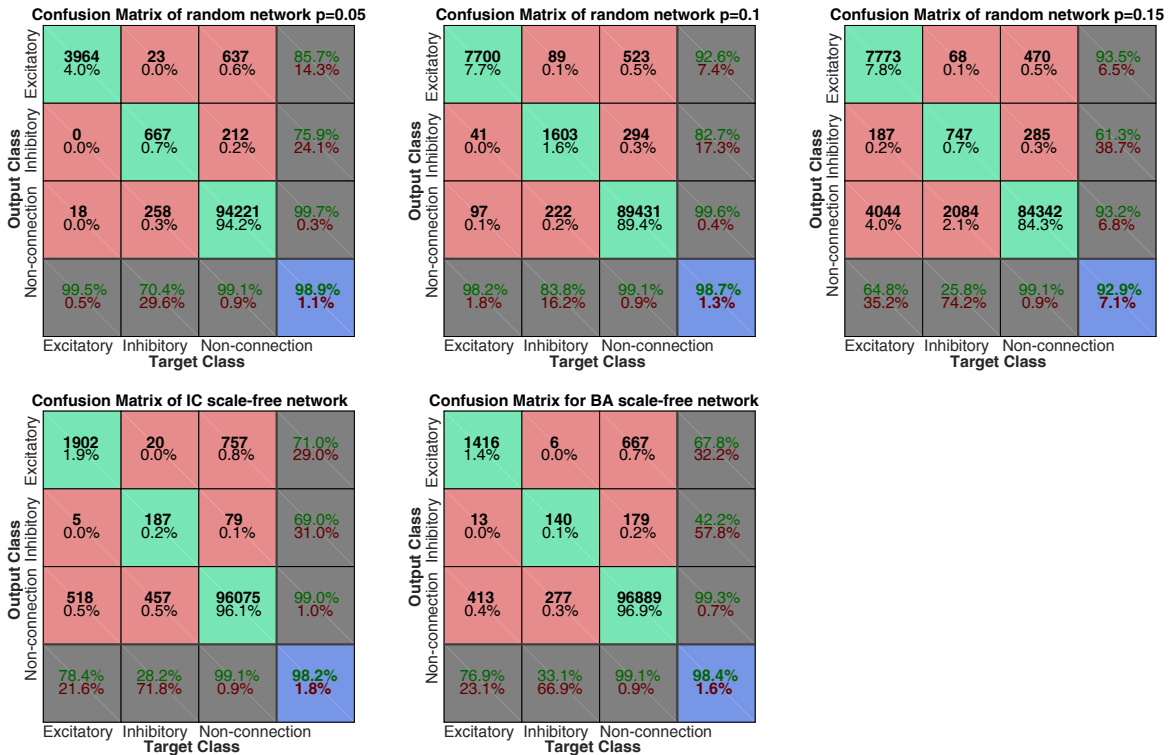 Confusion Matrix of random network p=0.05
Output Class
Excitatory
3964 23 637 85.7%
4.0% 0.0% 0.6% 14.3%
Inhibitory
0 667 212 75.9%
0.0% 0.7% 0.2% 24.1%
Non-connection
18 258 94221 99.7%
0.0% 0.3% 94.2% 0.3%
99.5% 70.4% 99.1% 98.9%
0.5% 29.6% 0.9% 1.1%
Excitatory Inhibitory Non-connection
Target Class
Confusion Matrix of random network p=0.1
Output Class
Excitatory
7700 89 523 92.6%
7.7% 0.1% 0.5% 7.4%
Inhibitory
41 1603 294 82.7%
0.0% 1.6% 0.3% 17.3%
Non-connection
97 222 89431 99.6%
0.1% 0.2% 89.4% 0.4%
98.2% 83.8% 99.1% 98.7%
1.8% 16.2% 0.9% 1.3%
Excitatory Inhibitory Non-connection
Target Class
Confusion Matrix of random network p=0.15
Output Class
Excitatory
7773 68 470 93.5%
7.8% 0.1% 0.5% 6.5%
Inhibitory
187 747 285 61.3%
0.2% 0.7% 0.3% 38.7%
Non-connection
4044 2084 84342 93.2%
4.0% 2.1% 84.3% 6.8%
64.8% 25.8% 99.1% 92.9%
35.2% 74.2% 0.9% 7.1%
Excitatory Inhibitory Non-connection
Target Class
Confusion Matrix of IC scale-free network
Output Class
Excitatory
1902 20 757 71.0%
1.9% 0.0% 0.8% 29.0%
Inhibitory
5 187 79 69.0%
0.0% 0.2% 0.1% 31.0%
Non-connection
518 457 96075 99.0%
0.5% 0.5% 96.1% 1.0%
78.4% 28.2% 99.1% 98.2%
21.6% 71.8% 0.9% 1.8%
Excitatory Inhibitory Non-connection
Target Class
Confusion Matrix for BA scale-free network
Output Class
Excitatory
1416 6 667 67.8%
1.4% 0.0% 0.7% 32.2%
Inhibitory
13 140 179 42.2%
0.0% 0.1% 0.2% 57.8%
Non-connection
413 277 96889 99.3%
0.4% 0.3% 96.9% 0.7%
76.9% 33.1% 99.1% 98.4%
23.1% 66.9% 0.9% 1.6%
Excitatory Inhibitory Non-connection
Target Class